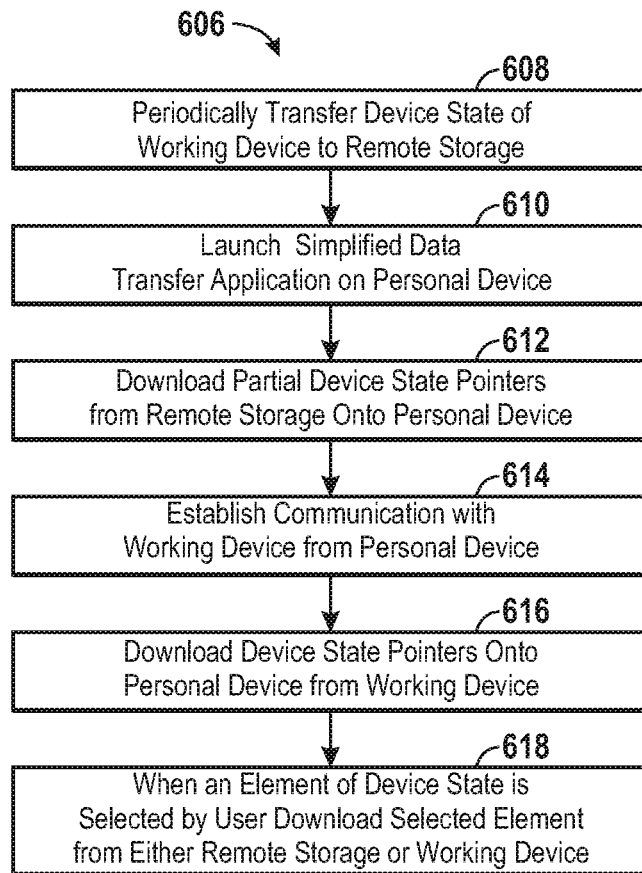 606
608
Periodically Transfer Device State of
Working Device to Remote Storage
610
Launch Simplified Data
Transfer Application on Personal Device
612
Download Partial Device State Pointers
from Remote Storage Onto Personal Device
614
Establish Communication with
Working Device from Personal Device
616
Download Device State Pointers Onto
Personal Device from Working Device
618
When an Element of Device State is
Selected by User Download Selected Element
from Either Remote Storage or Working Device